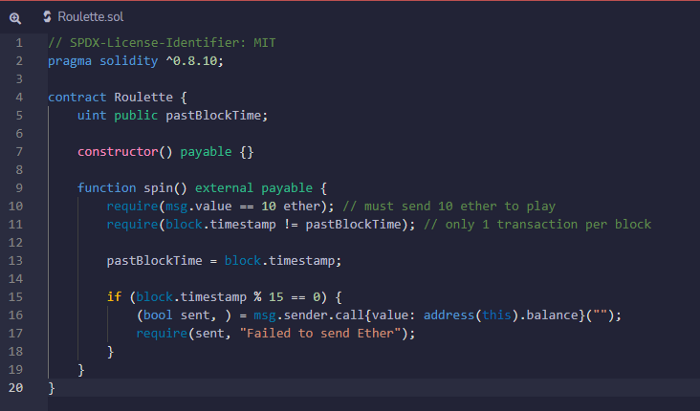 Roulette.sol
1 // SPDX-License-Identifier: MIT
2 pragma solidity ^0.8.10;
3
4 contract Roulette {
5     uint public pastBlockTime;
6
7     constructor() payable {}
8
9     function spin() external payable {
10         require(msg.value == 10 ether); // must send 10 ether to play
11         require(block.timestamp != pastBlockTime); // only 1 transaction per block
12
13         pastBlockTime = block.timestamp;
14
15         if (block.timestamp % 15 == 0) {
16             (bool sent, ) = msg.sender.call{value: address(this).balance}("");
17             require(sent, "Failed to send Ether");
18         }
19     }
20 }